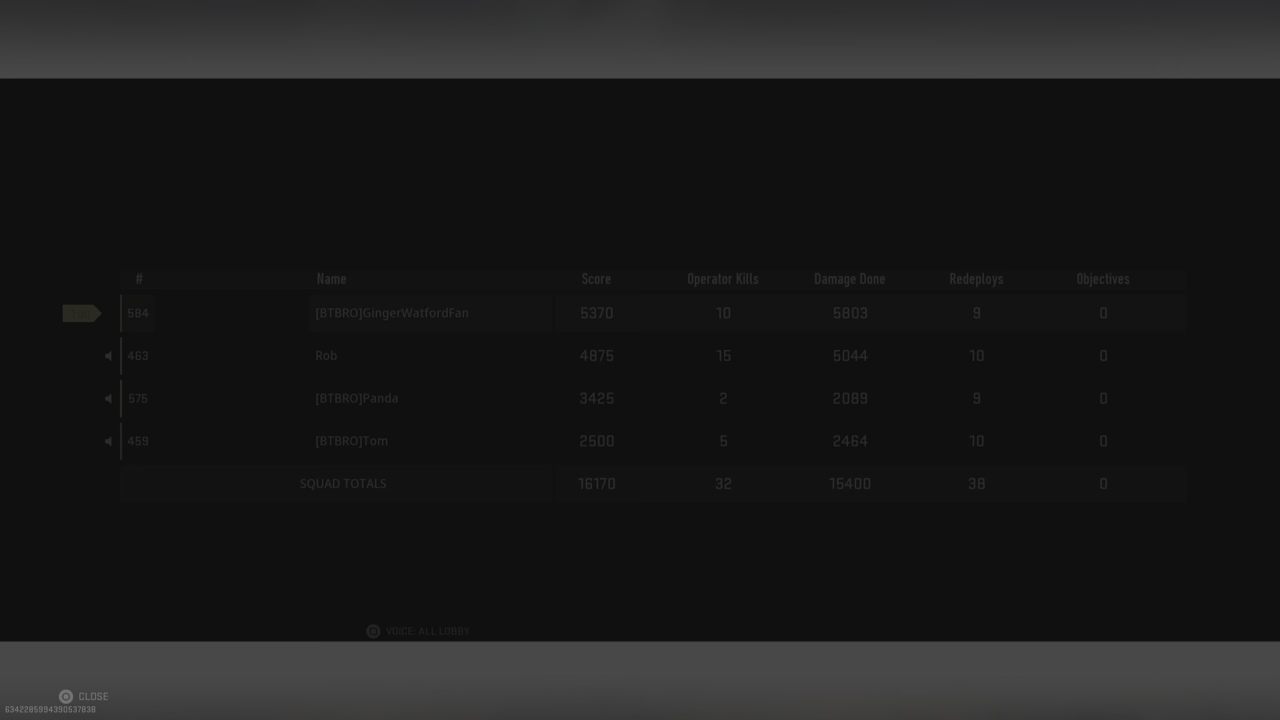 # Name Score Operator Kills Damage Done Redeploys Objectives
584 [BTBRO]GingerWatfordFan 5370 10 5803 9 0
463 Rob 4875 15 5044 10 0
575 [BTBRO]Panda 3425 2 2089 9 0
459 [BTBRO]Tom 2500 5 2464 10 0
SQUAD TOTALS 16170 32 15400 38 0
VOICE: ALL LOBBY
CLOSE
6342285994390537838